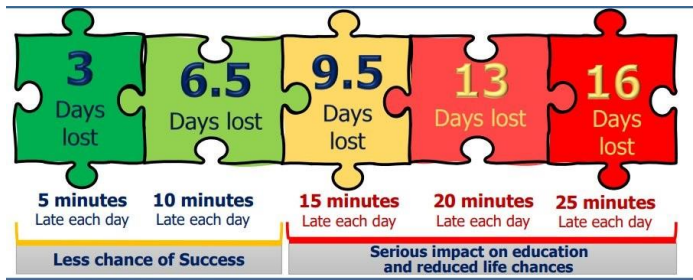 3
Days
lost
6.5
Days lost
9.5
Days
lost
13
Days lost
16
Days
lost
5 minutes
Late each day
10 minutes
Late each day
15 minutes
Late each day
20 minutes
Late each day
25 minutes
Late each day
Less chance of Success
Serious impact on education
and reduced life chances